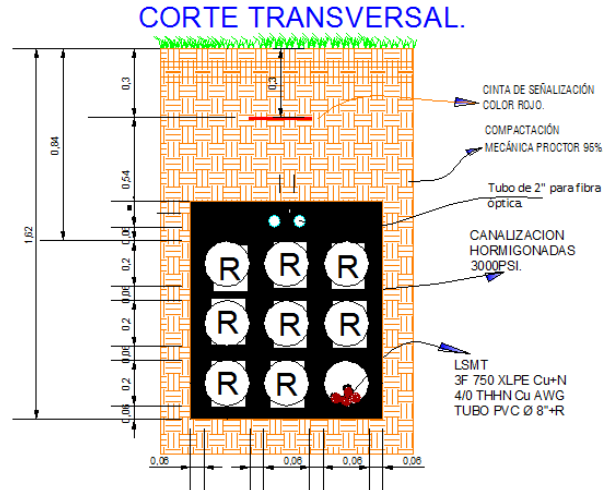 CORTE TRANSVERSAL.
0,3
0,3
CINTA DE SEÑALIZACIÓN
COLOR ROJO.
COMPACTACIÓN
MECÁNICA PROCTOR 95%
0,84
0,54
1,62
Tubo de 2" para fibra
óptica.
0,06
CANALIZACION
HORMIGONADAS
3000PSI.
0,2
R R R
0,06
0,2
R R R
0,06
0,2
R R
0,06
LSMT
3F 750 XLPE Cu+N
4/0 THHN Cu AWG
TUBO PVC Ø 8"+R
0,06 0,06 0,06 0,06